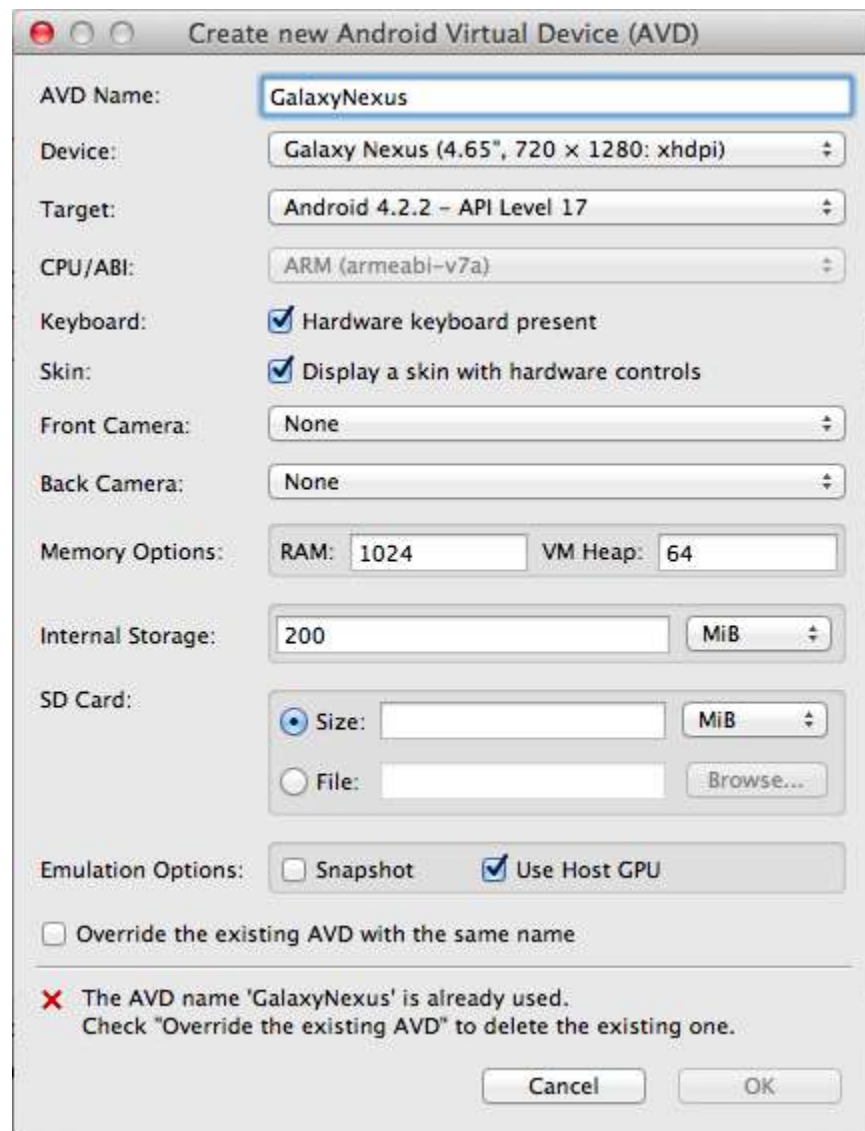 Create new Android Virtual Device (AVD)
AVD Name: GalaxyNexus
Device: Galaxy Nexus (4.65", 720 × 1280: xhdpi)
Target: Android 4.2.2 – API Level 17
CPU/ABI: ARM (armeabi-v7a)
Keyboard: Hardware keyboard present
Skin: Display a skin with hardware controls
Front Camera: None
Back Camera: None
Memory Options: RAM: 1024 VM Heap: 64
Internal Storage: 200 MiB
SD Card:
Size: MiB
File: Browse...
Emulation Options: Snapshot Use Host GPU
Override the existing AVD with the same name
The AVD name 'GalaxyNexus' is already used.
Check "Override the existing AVD" to delete the existing one.
Cancel OK